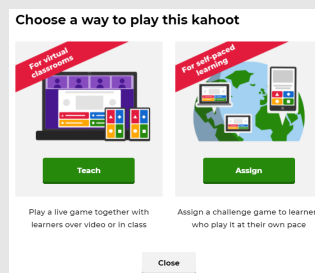 Choose a way to play this kahoot
For virtual
classrooms
For self-paced
learning
Teach
Assign
Play a live game together with
learners over video or in class
Assign a challenge game to learner
who play it at their own pace
Close